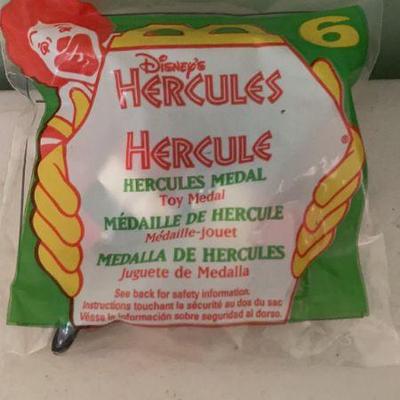 6
Disney's
HERCULES
HERCULE
®
HERCULES MEDAL
Toy Medal
MÉDAILLE DE HERCULE
Médaille-jouet
MEDALLA DE HERCULES
Juguete de Medalla
See back for safety information.
Instructions touchant la sécurité au dos du sac
Véase la información sobre seguridad al dorso.